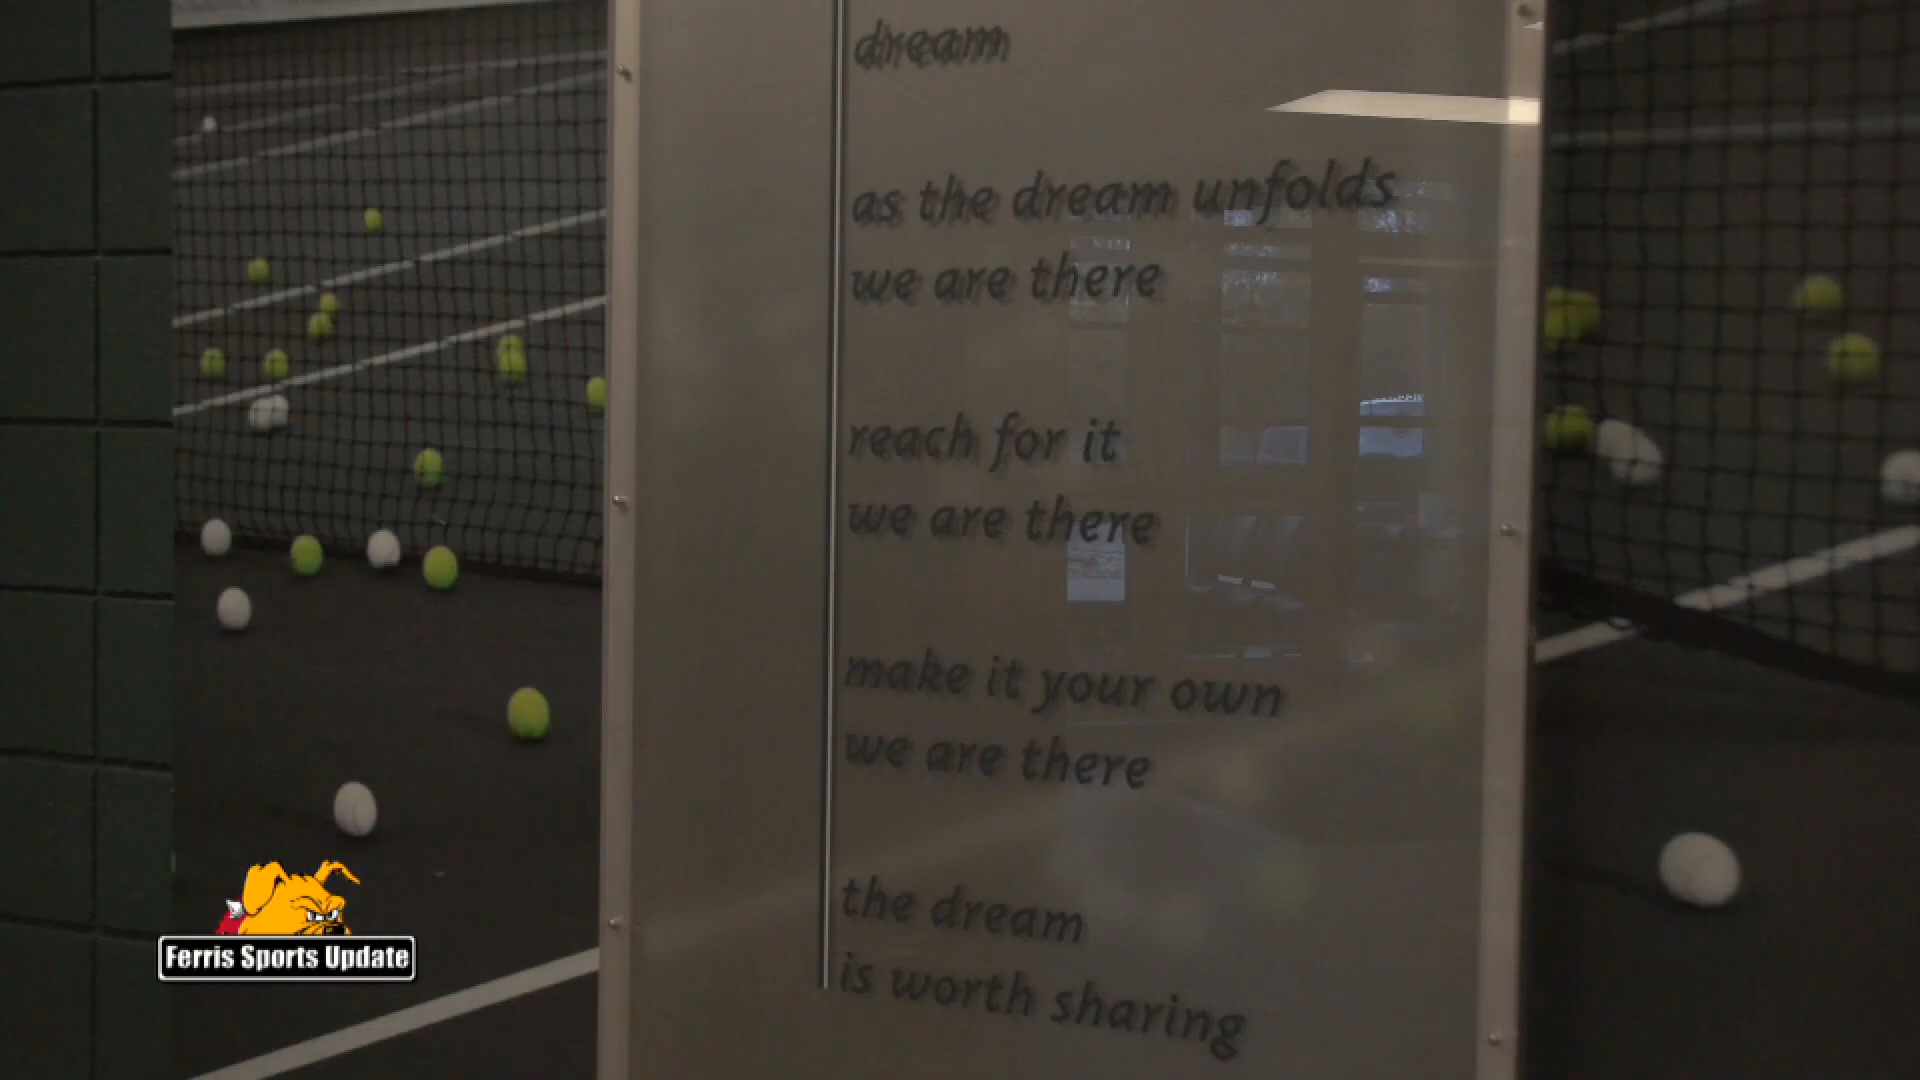 dream
as the dream unfolds
we are there
reach for it
we are there
make it your own
we are there
the dream
is worth sharing
Ferris Sports Update